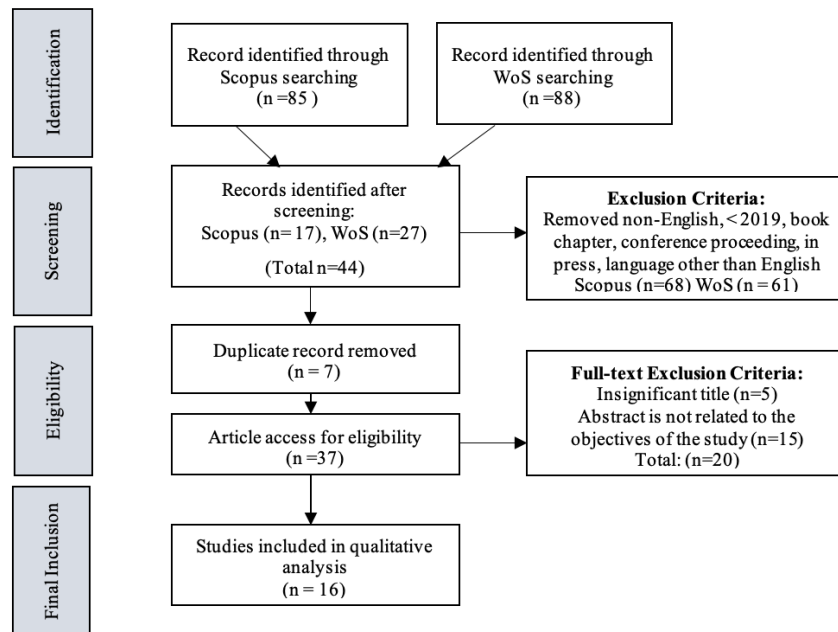 Identification
Record identified through
Scopus searching
(n =85 )
Record identified through
WoS searching
(n =88)
Screening
Records identified after
screening:
Scopus (n= 17), WoS (n=27)
(Total n=44)
Exclusion Criteria:
Removed non-English, < 2019, book
chapter, conference proceeding, in
press, language other than English
Scopus (n=68) WoS (n = 61)
Eligibility
Duplicate record removed
(n = 7)
Article access for eligibility
(n =37)
Full-text Exclusion Criteria:
Insignificant title (n=5)
Abstract is not related to the
objectives of the study (n=15)
Total: (n=20)
Final Inclusion
Studies included in qualitative
analysis
(n = 16)